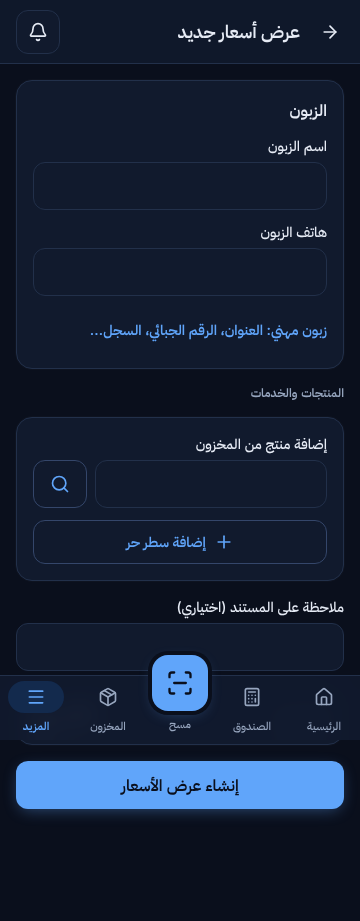 عرض أسعار جديد
الزبون
اسم الزبون
هاتف الزبون
زبون مهني: العنوان، الرقم الجبائي، السجل...
المنتجات والخدمات
إضافة منتج من المخزون
إضافة سطر حر
ملاحظة على المستند (اختياري)
الرئيسية
الصندوق
مسح
المخزون
المزيد
إنشاء عرض الأسعار